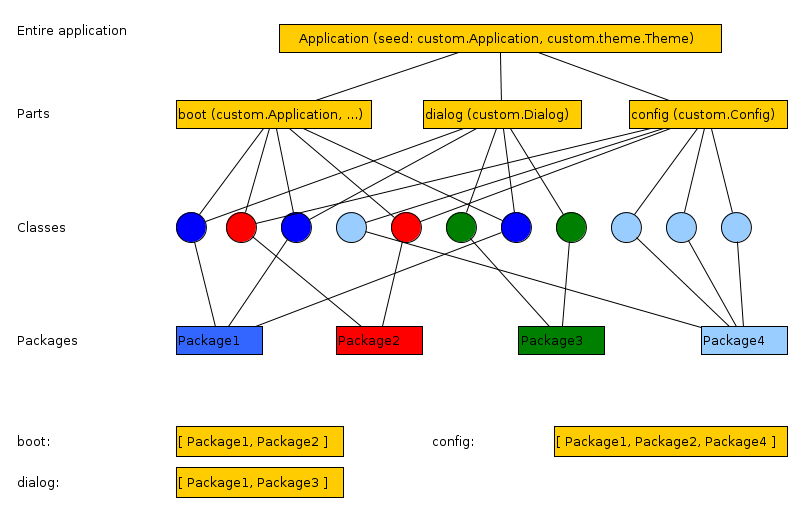 Entire application
Application (seed: custom.Application, custom.theme.Theme)
Parts
boot (custom.Application, ...)
dialog (custom.Dialog)
config (custom.Config)
Classes
Packages
Package1
Package2
Package3
Package4
boot:
[ Package1, Package2 ]
config:
[ Package1, Package2, Package4 ]
dialog:
[ Package1, Package3 ]